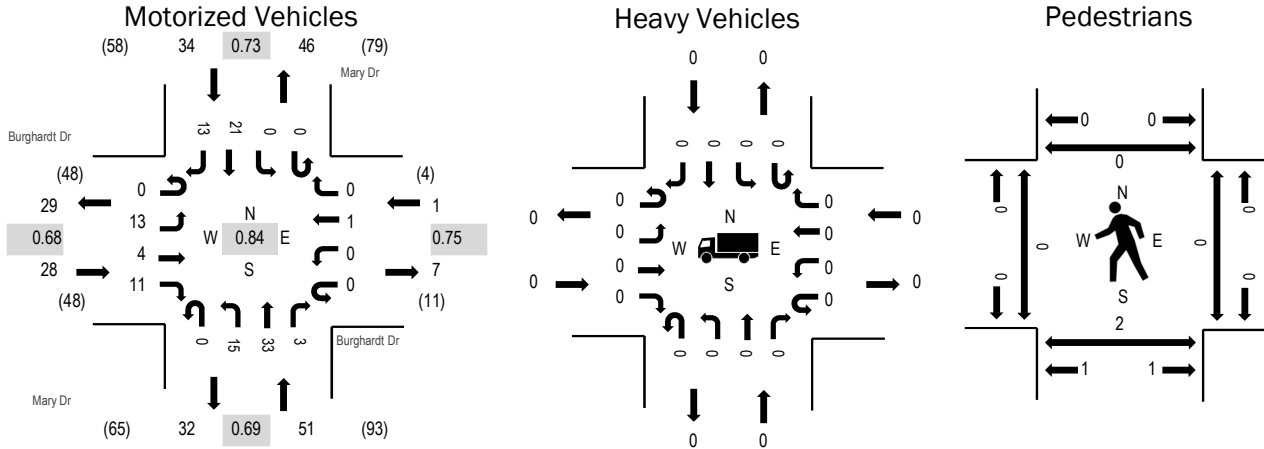 Motorized Vehicles
(58) 34 0.73 46 (79)
Mary Dr
Burghardt Dr
13 21 0 0
(48) 0 0 (4)
29 13 1 1
N
0.68 W 0.84 E 0.75
S
28 4 0 7
(48) 11 0 (11)
0 15 33 3
Burghardt Dr
Mary Dr
(65) 32 0.69 51 (93)
Heavy Vehicles
0 0
0 0 0 0
0 0
0 0 0 0
N
W E
S
0 0
0 0 0 0
0 0 0 0
0 0
Pedestrians
0 0
0
N
0 0
W E
0 0
0 0
S
2
1 1